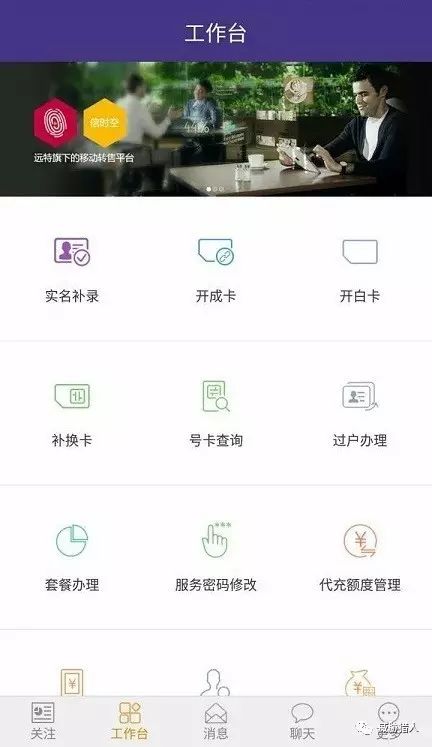 工作台
信时空
远特旗下的移动转售平台
实名补录
开成卡
开白卡
补换卡
号卡查询
过户办理
套餐办理
服务密码修改
代充额度管理
关注
工作台
消息
聊天
更多